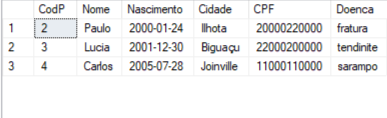 CodP Nome Nascimento Cidade CPF Doenca
1 2 Paulo 2000-01-24 Ilhota 20000220000 fratura
2 3 Lucia 2001-12-30 Biguaçu 22000200000 tendinite
3 4 Carlos 2005-07-28 Joinville 11000110000 sarampo